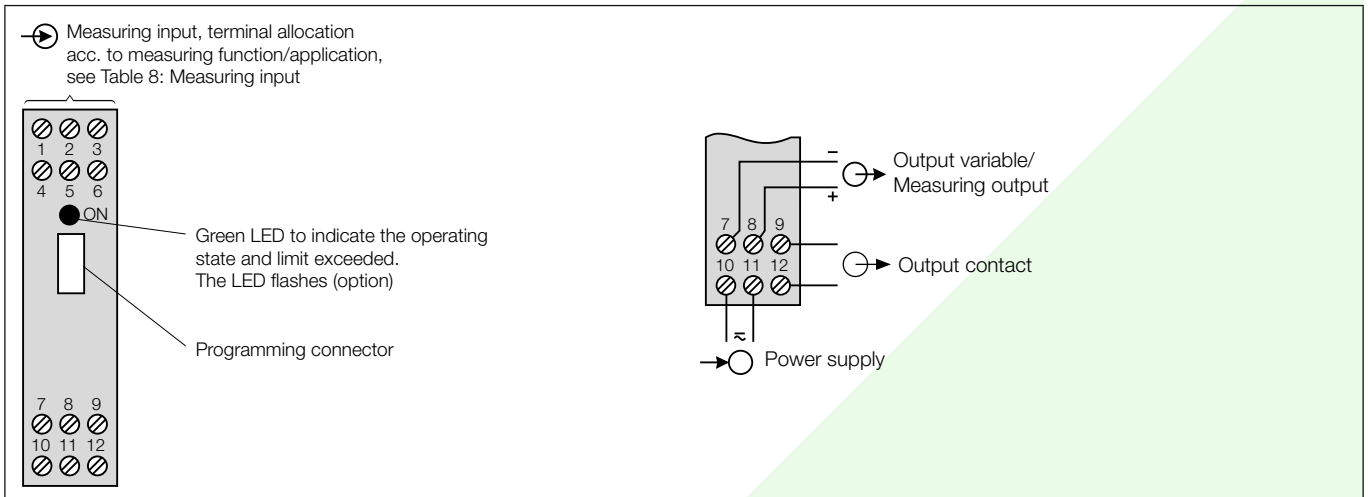 Measuring input, terminal allocation
acc. to measuring function/application,
see Table 8: Measuring input
1 2 3
4 5 6
ON
Green LED to indicate the operating
state and limit exceeded.
The LED flashes (option)
Programming connector
7 8 9
10 11 12
–
Output variable/
Measuring output
+
7 8 9
10 11 12
Output contact
Power supply